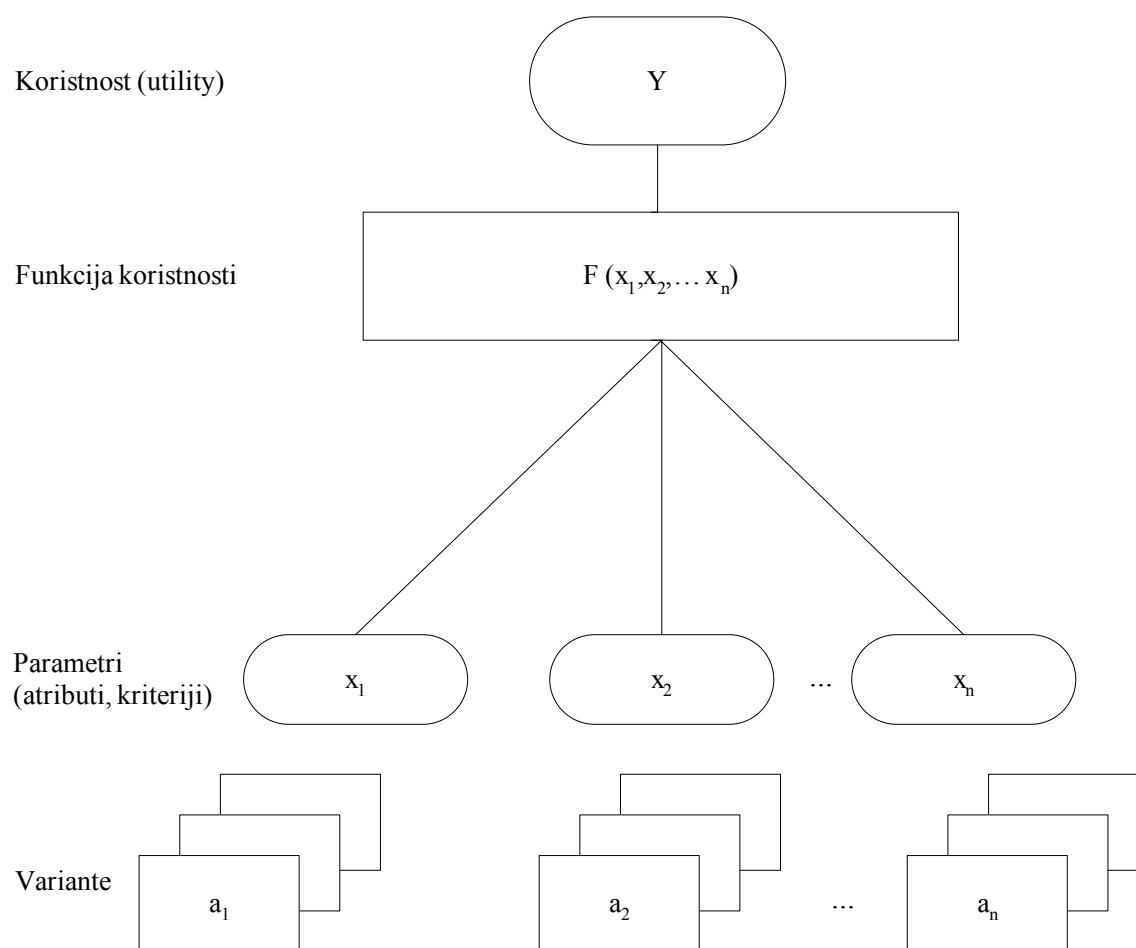 Koristnost (utility)
Y
Funkcija koristnosti
F (x₁,x₂,… xₙ)
Parametri
(atributi, kriteriji)
x₁
x₂
...
xₙ
Variante
a₁
a₂
...
aₙ